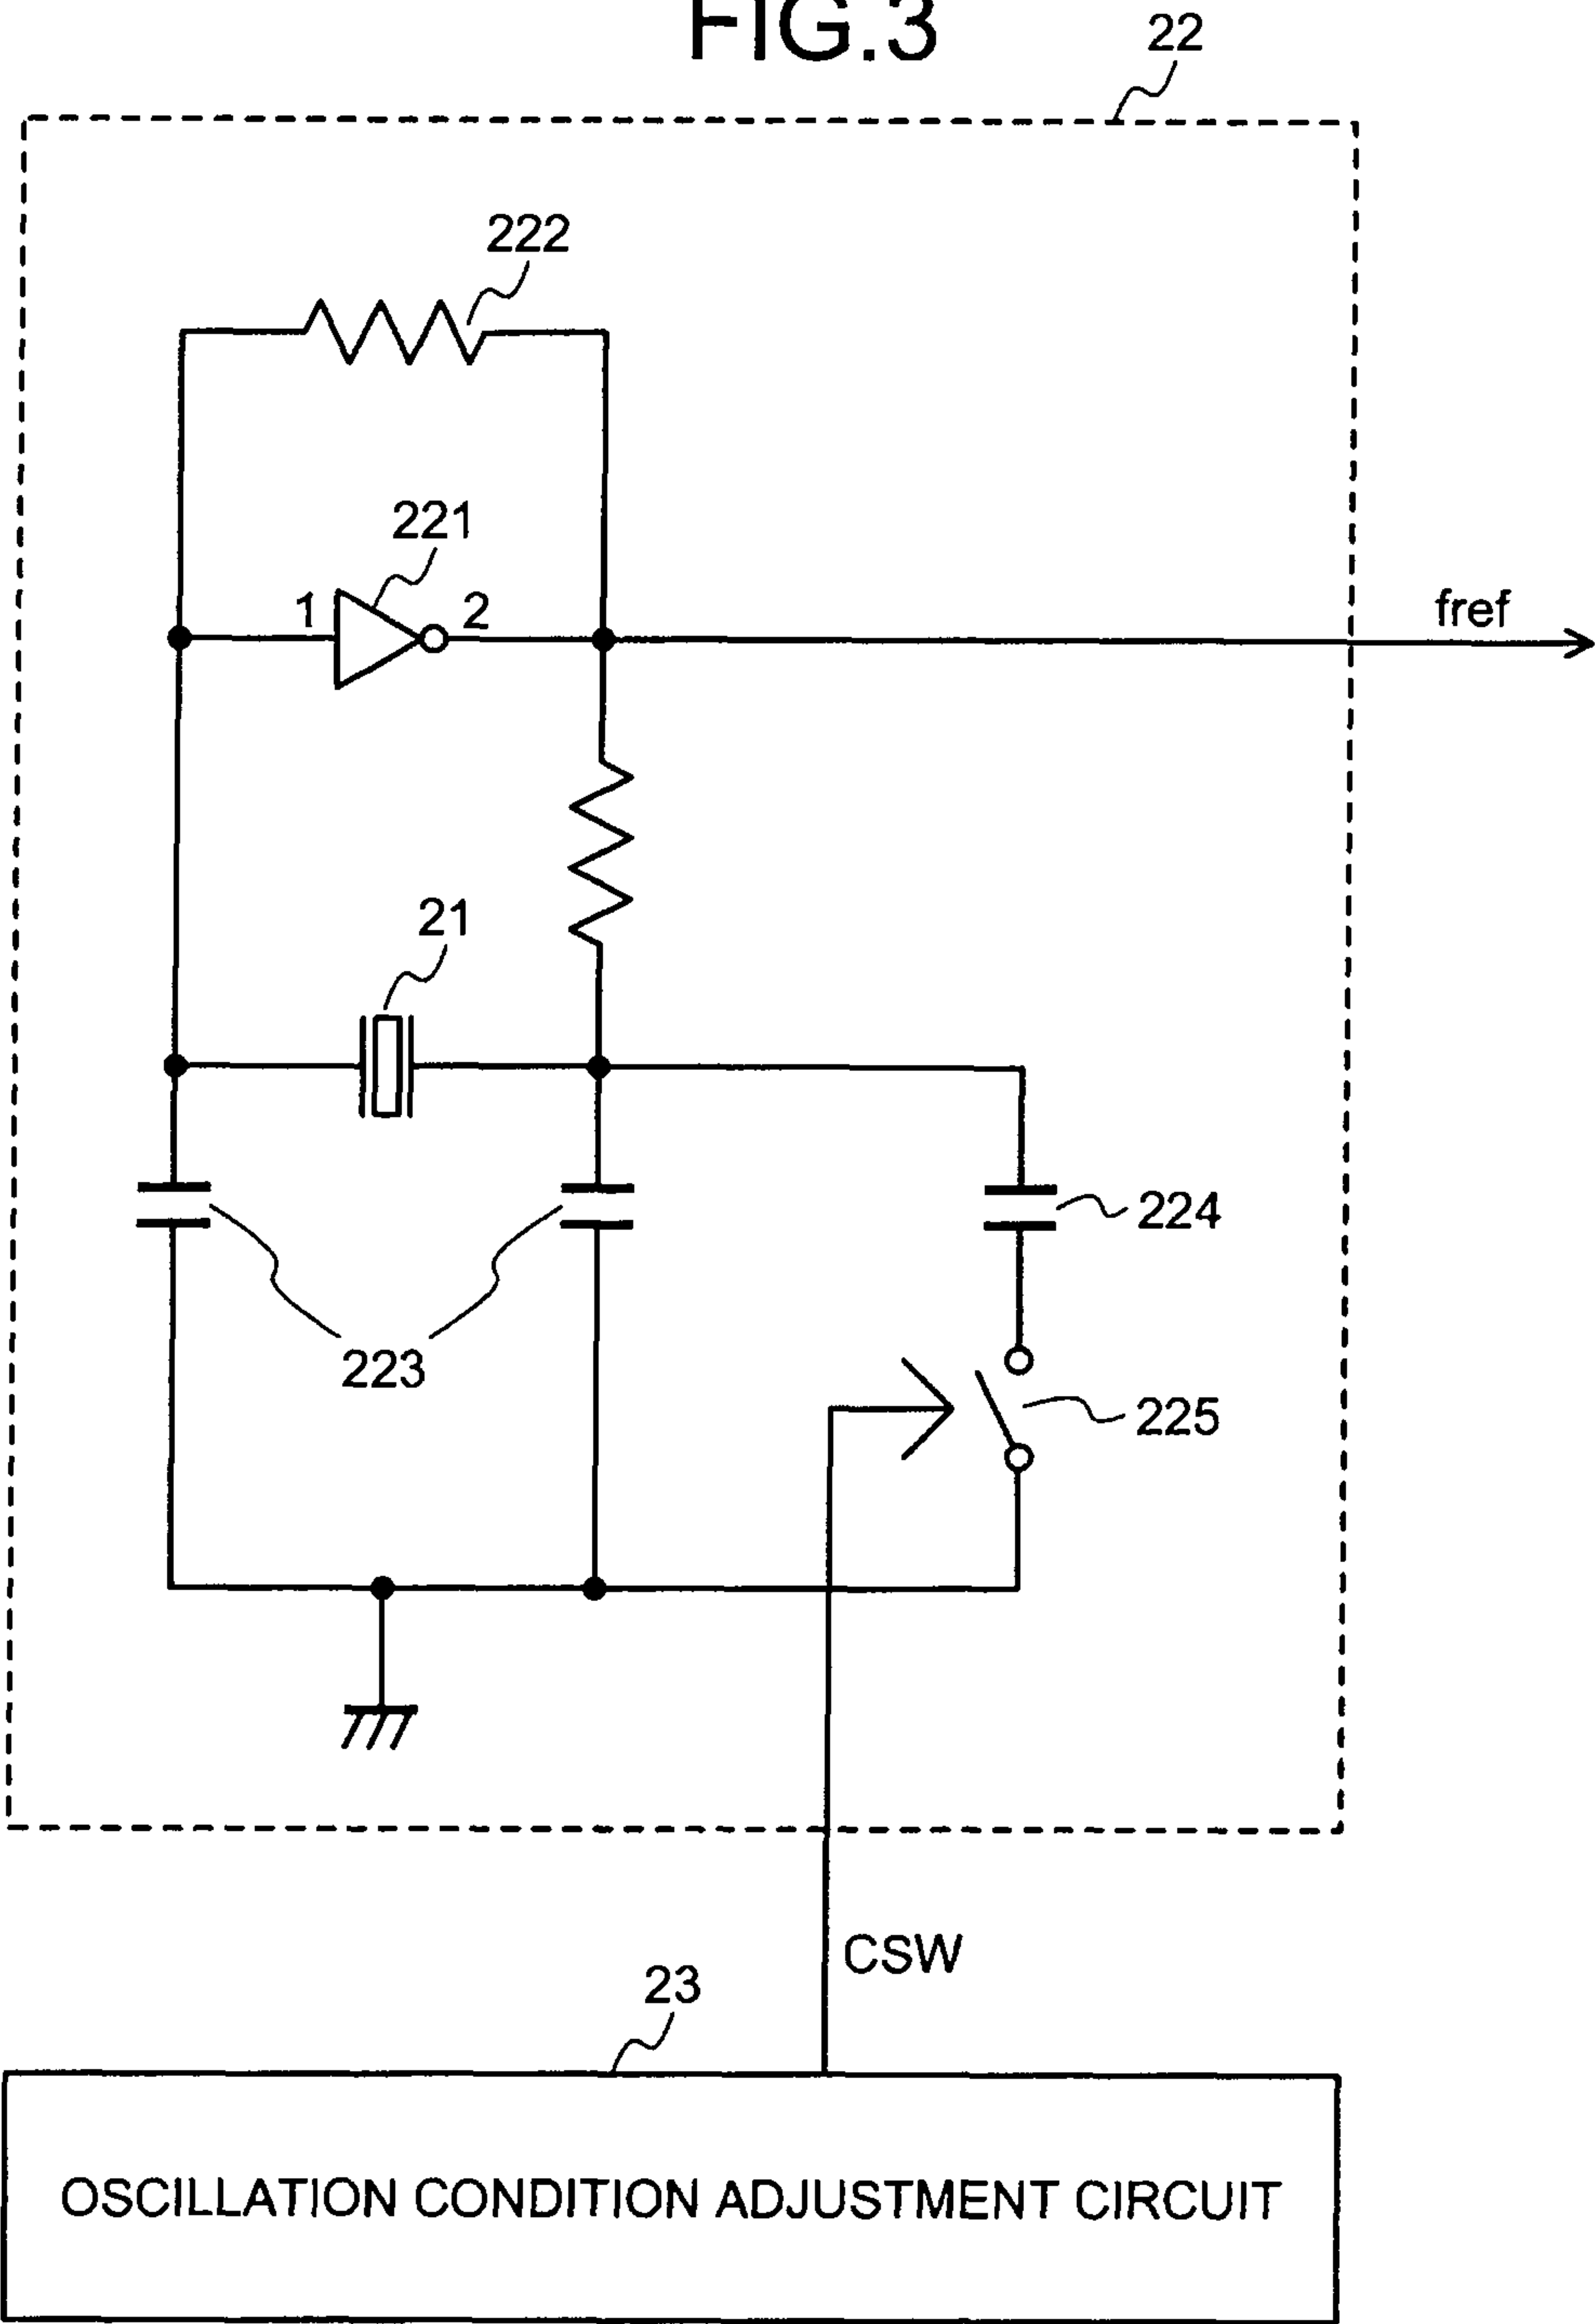 FIG.3
22
222
221
1
2
fref
21
224
223
225
CSW
23
OSCILLATION CONDITION ADJUSTMENT CIRCUIT